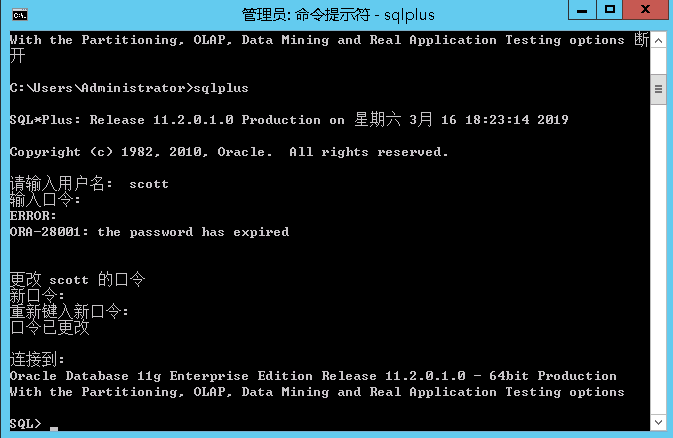 管理员: 命令提示符 - sqlplus
With the Partitioning, OLAP, Data Mining and Real Application Testing options 断
开
C:\Users\Administrator>sqlplus
SQL*Plus: Release 11.2.0.1.0 Production on 星期六 3月 16 18:23:14 2019
Copyright (c) 1982, 2010, Oracle.  All rights reserved.
请输入用户名:  scott
输入口令:
ERROR:
ORA-28001: the password has expired
更改 scott 的口令
新口令:
重新键入新口令:
口令已更改
连接到:
Oracle Database 11g Enterprise Edition Release 11.2.0.1.0 - 64bit Production
With the Partitioning, OLAP, Data Mining and Real Application Testing options
SQL>